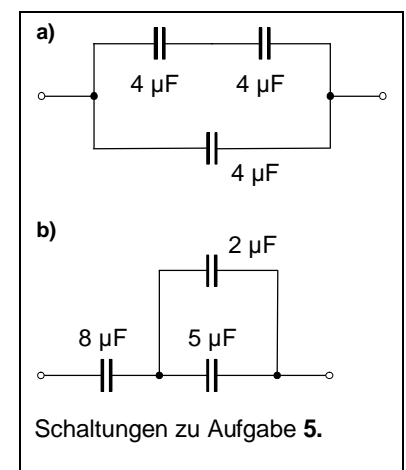 a)
4 µF 4 µF
4 µF
b)
2 µF
8 µF 5 µF
Schaltungen zu Aufgabe 5.